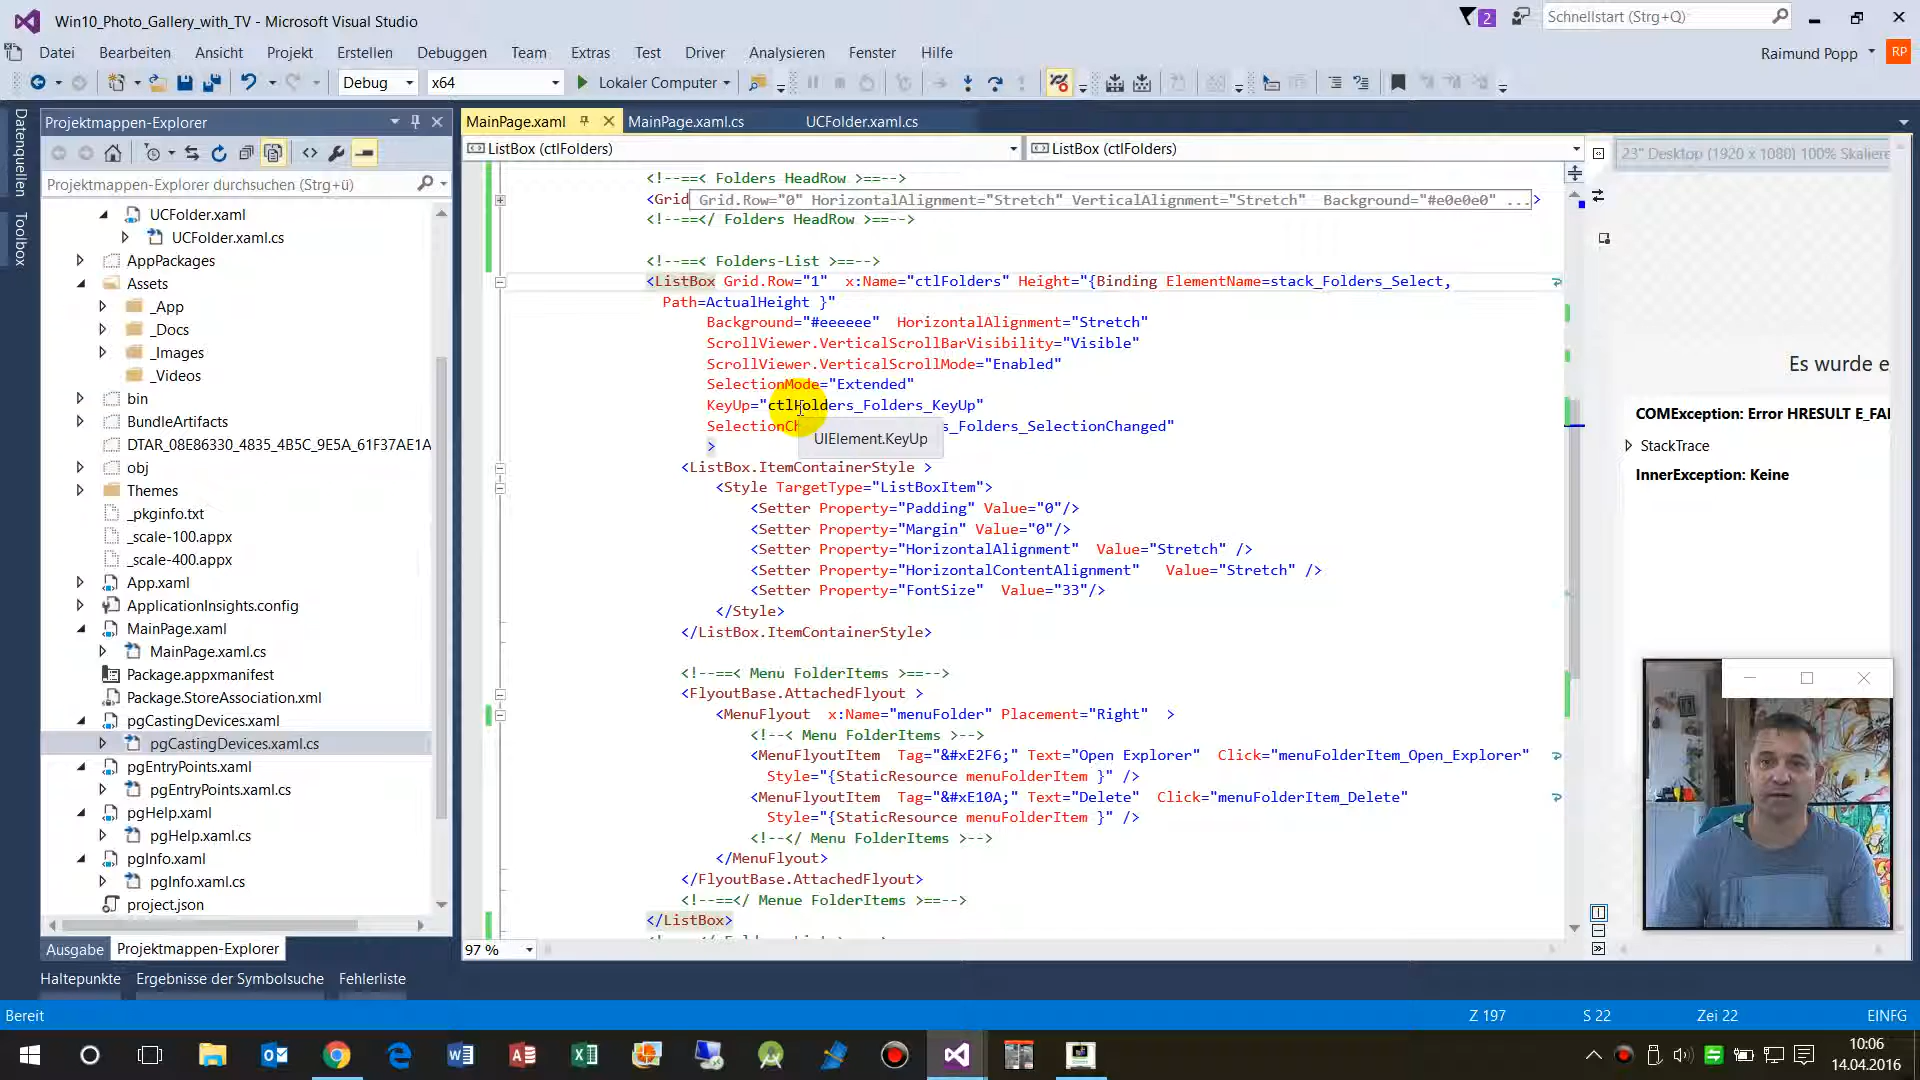 Win10_Photo_Gallery_with_TV - Microsoft Visual Studio
2
Schnellstart (Strg+Q)
Datei Bearbeiten Ansicht Projekt Erstellen Debuggen Team Extras Test Driver Analysieren Fenster Hilfe
Raimund Popp
RP
Debug x64 Lokaler Computer
Datenquellen
Toolbox
Projektmappen-Explorer
Projektmappen-Explorer durchsuchen (Strg+ü)
UCFolder.xaml
UCFolder.xaml.cs
AppPackages
Assets
_App
_Docs
_Images
_Videos
bin
BundleArtifacts
DTAR_08E86330_4835_4B5C_9E5A_61F37AE1A
obj
Themes
_pkginfo.txt
_scale-100.appx
_scale-400.appx
App.xaml
ApplicationInsights.config
MainPage.xaml
MainPage.xaml.cs
Package.appxmanifest
Package.StoreAssociation.xml
pgCastingDevices.xaml
pgCastingDevices.xaml.cs
pgEntryPoints.xaml
pgEntryPoints.xaml.cs
pgHelp.xaml
pgHelp.xaml.cs
pgInfo.xaml
pgInfo.xaml.cs
project.json
Ausgabe Projektmappen-Explorer
MainPage.xaml MainPage.xaml.cs UCFolder.xaml.cs
ListBox (ctlFolders) ListBox (ctlFolders)
<!--==< Folders HeadRow >==-->
<Grid Grid.Row="0" HorizontalAlignment="Stretch" VerticalAlignment="Stretch" Background="#e0e0e0" ...>
<!--==</ Folders HeadRow >==-->
<!--==< Folders-List >==-->
<ListBox Grid.Row="1" x:Name="ctlFolders" Height="{Binding ElementName=stack_Folders_Select,
Path=ActualHeight }"
Background="#eeeeee" HorizontalAlignment="Stretch"
ScrollViewer.VerticalScrollBarVisibility="Visible"
ScrollViewer.VerticalScrollMode="Enabled"
SelectionMode="Extended"
KeyUp="ctlFolders_Folders_KeyUp"
SelectionCh s_Folders_SelectionChanged"
UIElement.KeyUp
>
<ListBox.ItemContainerStyle >
<Style TargetType="ListBoxItem">
<Setter Property="Padding" Value="0"/>
<Setter Property="Margin" Value="0"/>
<Setter Property="HorizontalAlignment" Value="Stretch" />
<Setter Property="HorizontalContentAlignment" Value="Stretch" />
<Setter Property="FontSize" Value="33"/>
</Style>
</ListBox.ItemContainerStyle>
<!--==< Menu FolderItems >==-->
<FlyoutBase.AttachedFlyout >
<MenuFlyout x:Name="menuFolder" Placement="Right" >
<!--< Menu FolderItems >-->
<MenuFlyoutItem Tag="&#xE2F6;" Text="Open Explorer" Click="menuFolderItem_Open_Explorer"
Style="{StaticResource menuFolderItem }" />
<MenuFlyoutItem Tag="&#xE10A;" Text="Delete" Click="menuFolderItem_Delete"
Style="{StaticResource menuFolderItem }" />
<!--</ Menu FolderItems >-->
</MenuFlyout>
</FlyoutBase.AttachedFlyout>
<!--==</ Menue FolderItems >==-->
</ListBox>
97 %
23" Desktop (1920 x 1080) 100% Skaliere
Es wurde e
COMException: Error HRESULT E_FAI
StackTrace
InnerException: Keine
Haltepunkte Ergebnisse der Symbolsuche Fehlerliste
Bereit Z 197 S 22 Zei 22 EINFG
10:06
14.04.2016